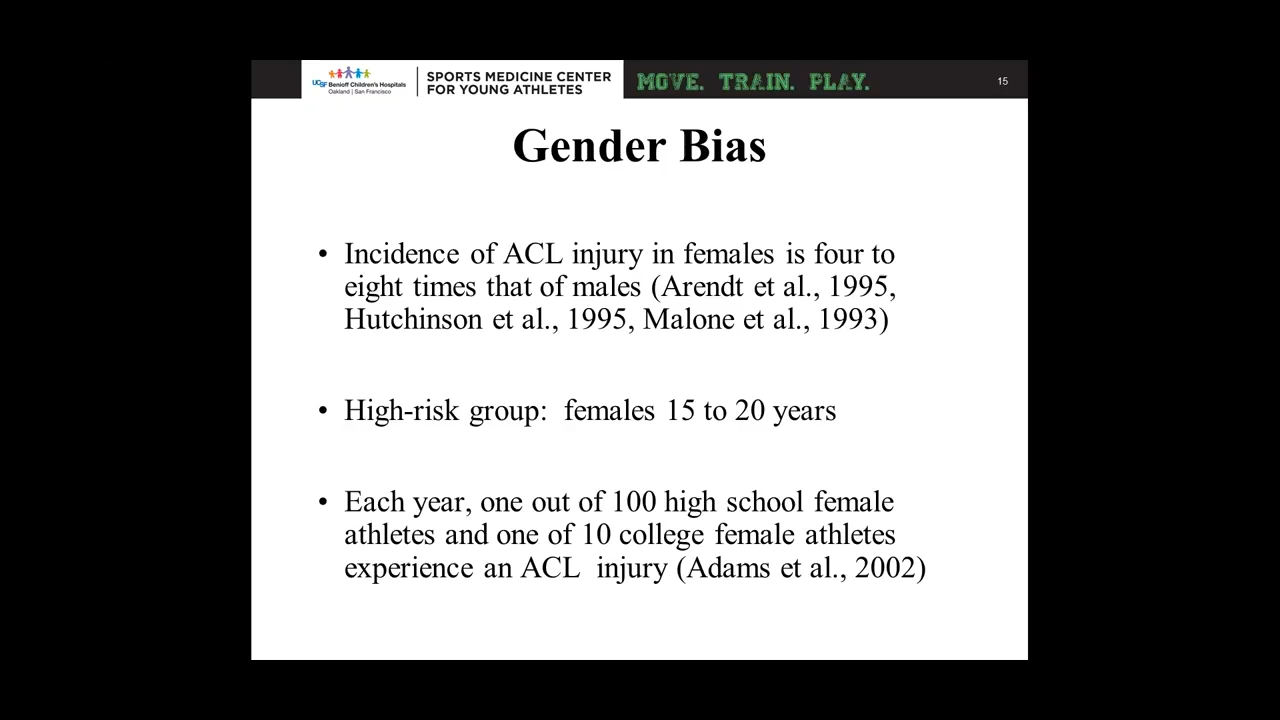 UCSF Benioff Children's Hospitals
Oakland | San Francisco
SPORTS MEDICINE CENTER
FOR YOUNG ATHLETES
MOVE. TRAIN. PLAY.
15
Gender Bias
• Incidence of ACL injury in females is four to
eight times that of males (Arendt et al., 1995,
Hutchinson et al., 1995, Malone et al., 1993)
• High-risk group:  females 15 to 20 years
• Each year, one out of 100 high school female
athletes and one of 10 college female athletes
experience an ACL  injury (Adams et al., 2002)